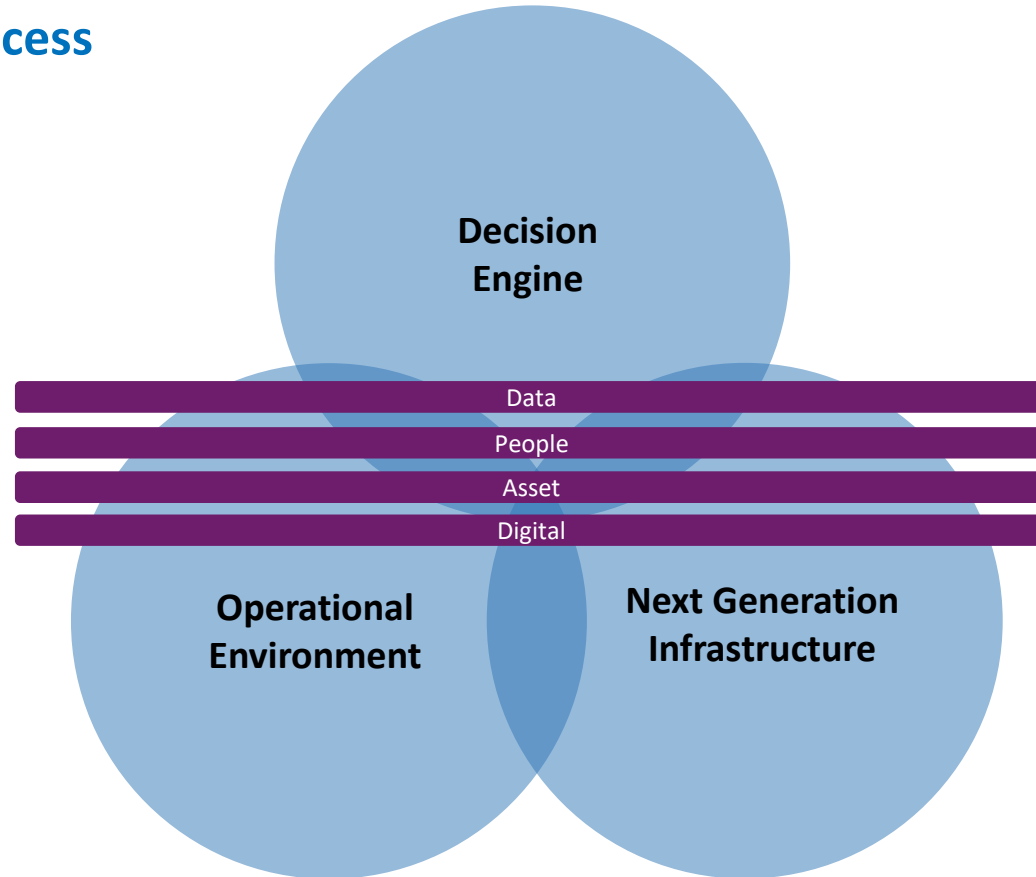 cess
Decision
Engine
Data
People
Asset
Digital
Operational
Environment
Next Generation
Infrastructure